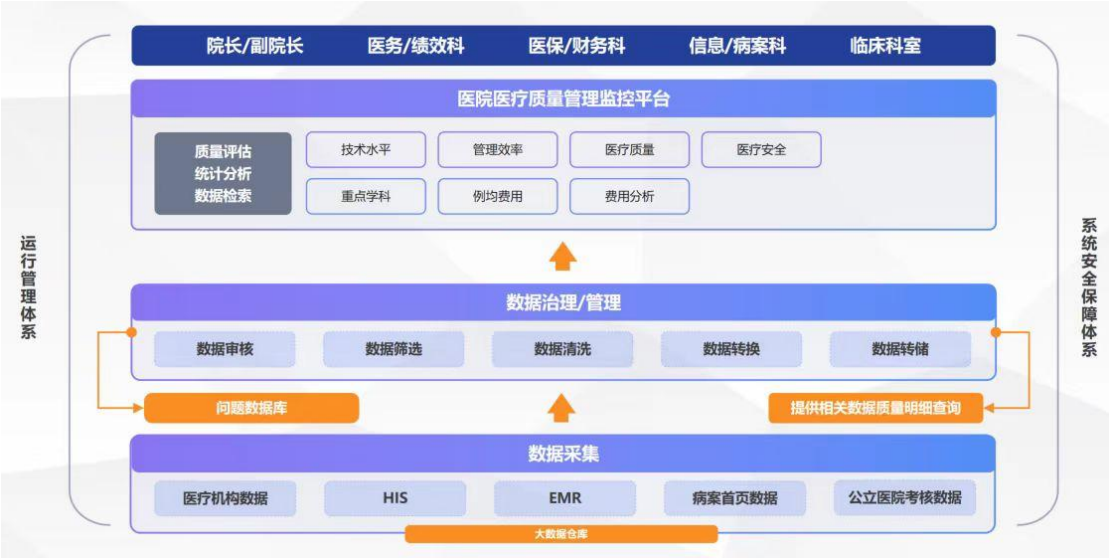 院长/副院长
医务/绩效科
医保/财务科
信息/病案科
临床科室
医院医疗质量管理监控平台
质量评估
统计分析
数据检索
技术水平
管理效率
医疗质量
医疗安全
重点学科
例均费用
费用分析
运行管理体系
系统安全保障体系
数据治理/管理
数据审核
数据筛选
数据清洗
数据转换
数据转储
问题数据库
提供相关数据质量明细查询
数据采集
医疗机构数据
HIS
EMR
病案首页数据
公立医院考核数据
大数据仓库